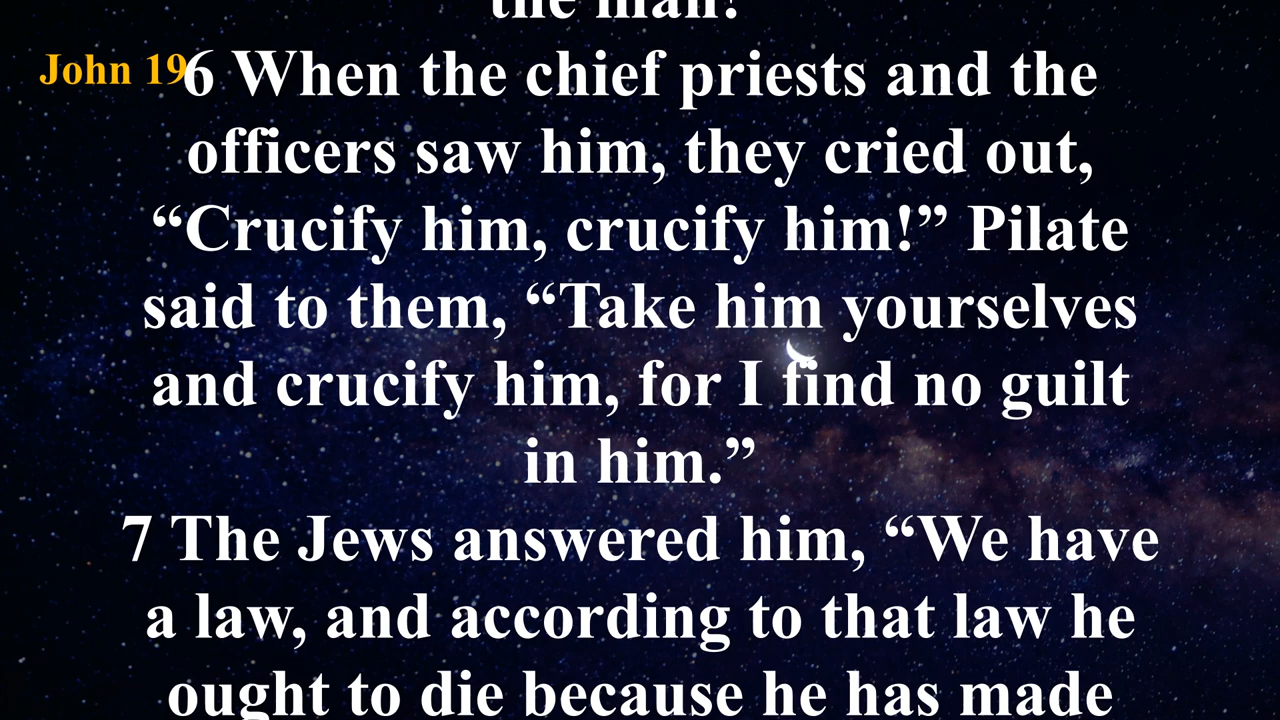 the man!
John 19
6 When the chief priests and the
officers saw him, they cried out,
“Crucify him, crucify him!” Pilate
said to them, “Take him yourselves
and crucify him, for I find no guilt
in him.”
7 The Jews answered him, “We have
a law, and according to that law he
ought to die because he has made